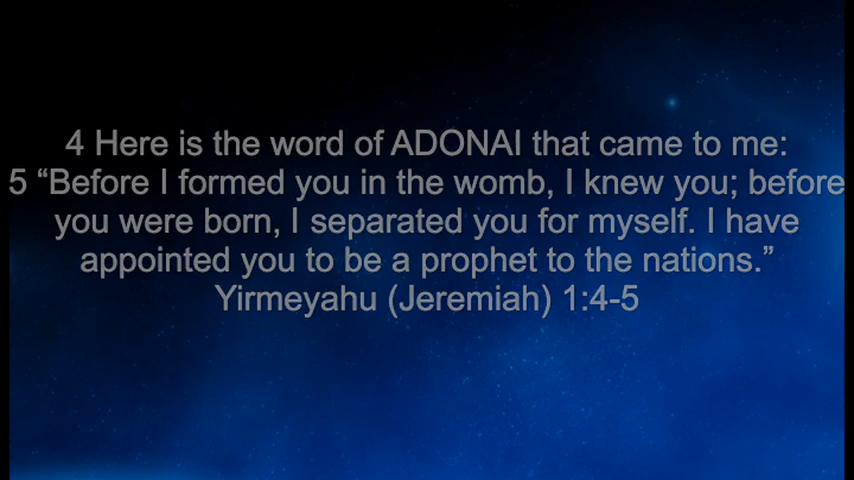 4 Here is the word of ADONAI that came to me:
5 “Before I formed you in the womb, I knew you; before
you were born, I separated you for myself. I have
appointed you to be a prophet to the nations.”
Yirmeyahu (Jeremiah) 1:4-5